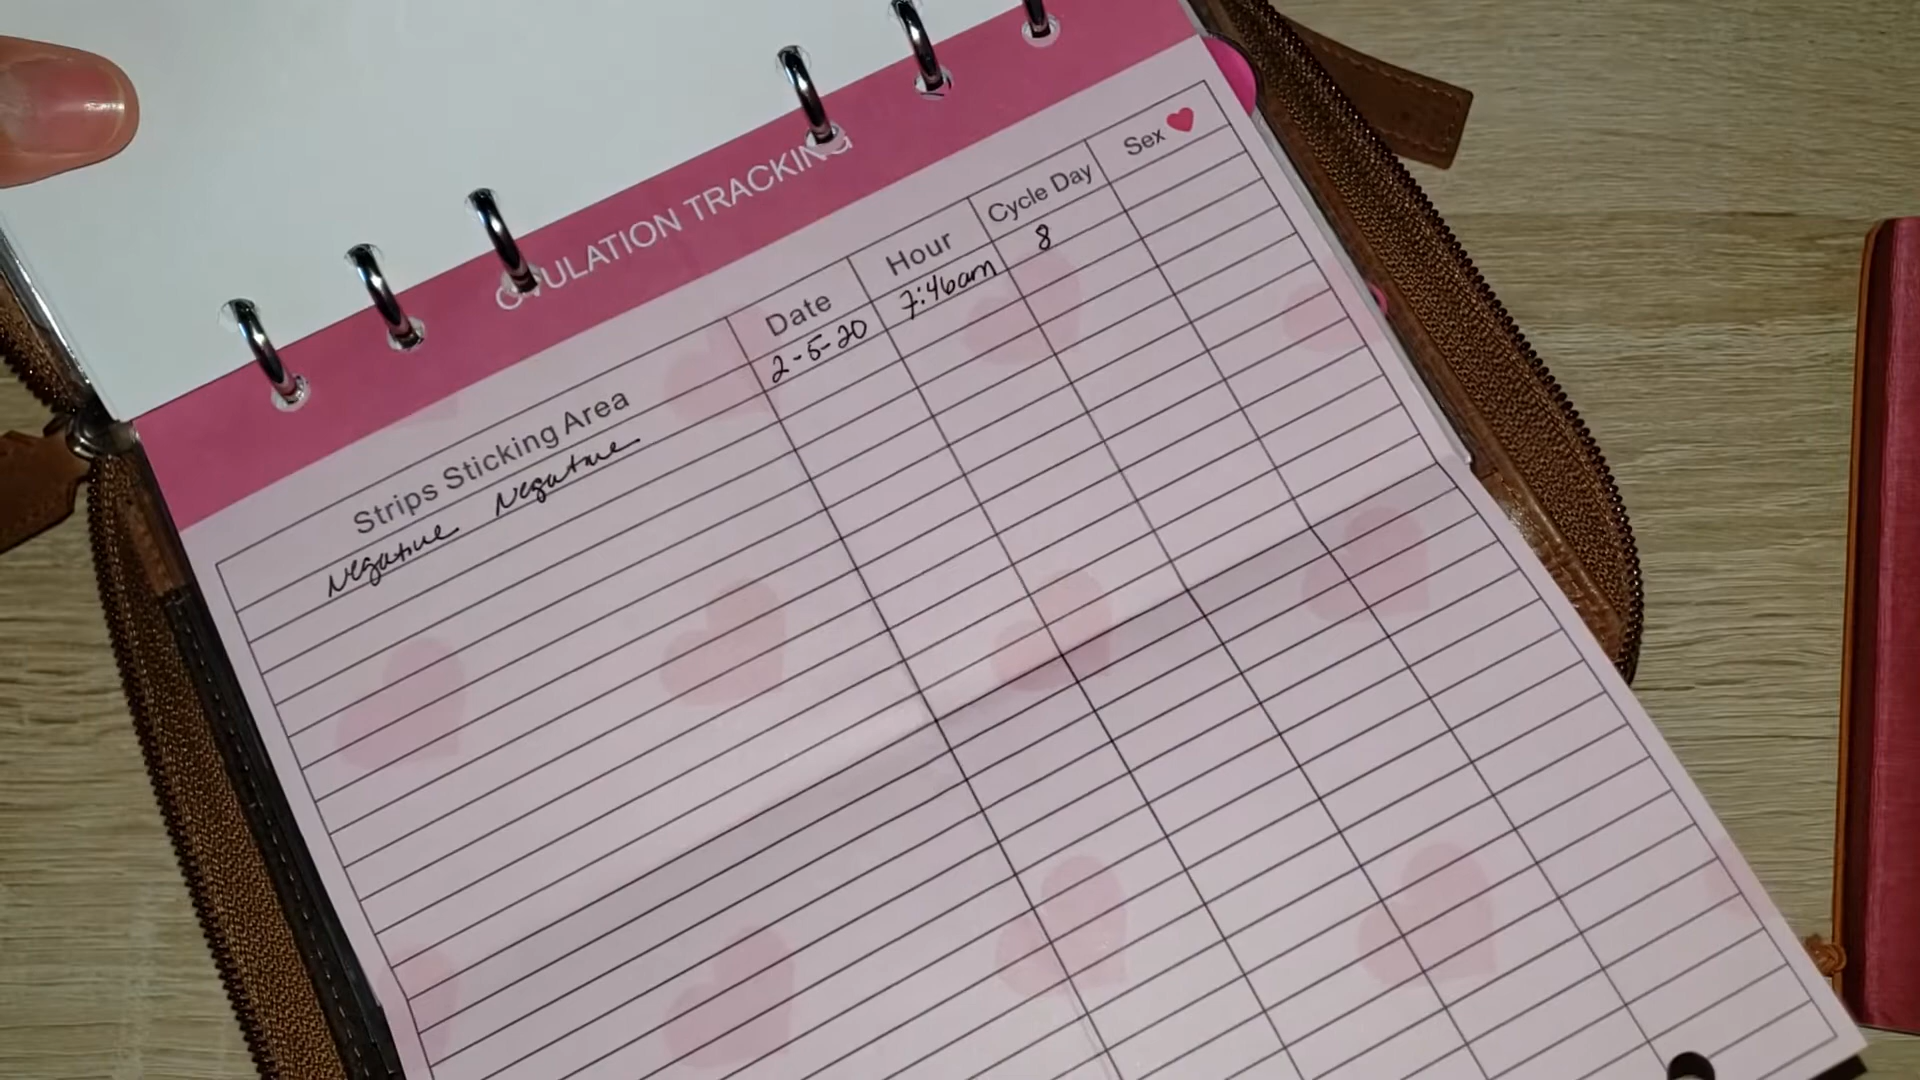 OVULATION TRACKING
Strips Sticking Area Date Hour Cycle Day Sex
Negative Negative 2-5-20 7:46am 8